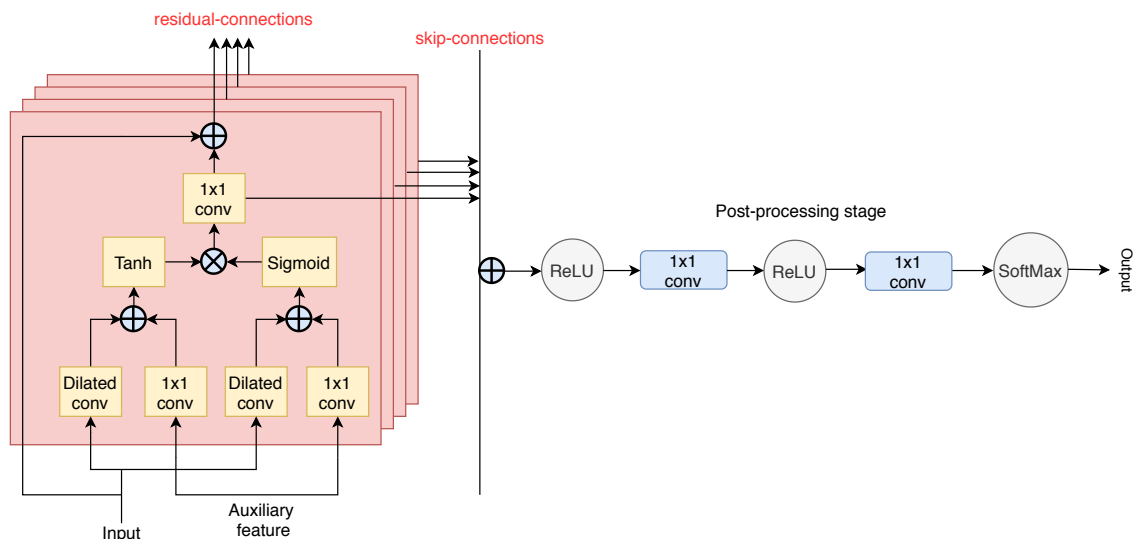 residual-connections
skip-connections
1x1
conv
Post-processing stage
Tanh
Sigmoid
ReLU
1x1
conv
ReLU
1x1
conv
SoftMax
Output
Dilated
conv
1x1
conv
Dilated
conv
1x1
conv
Auxiliary
feature
Input